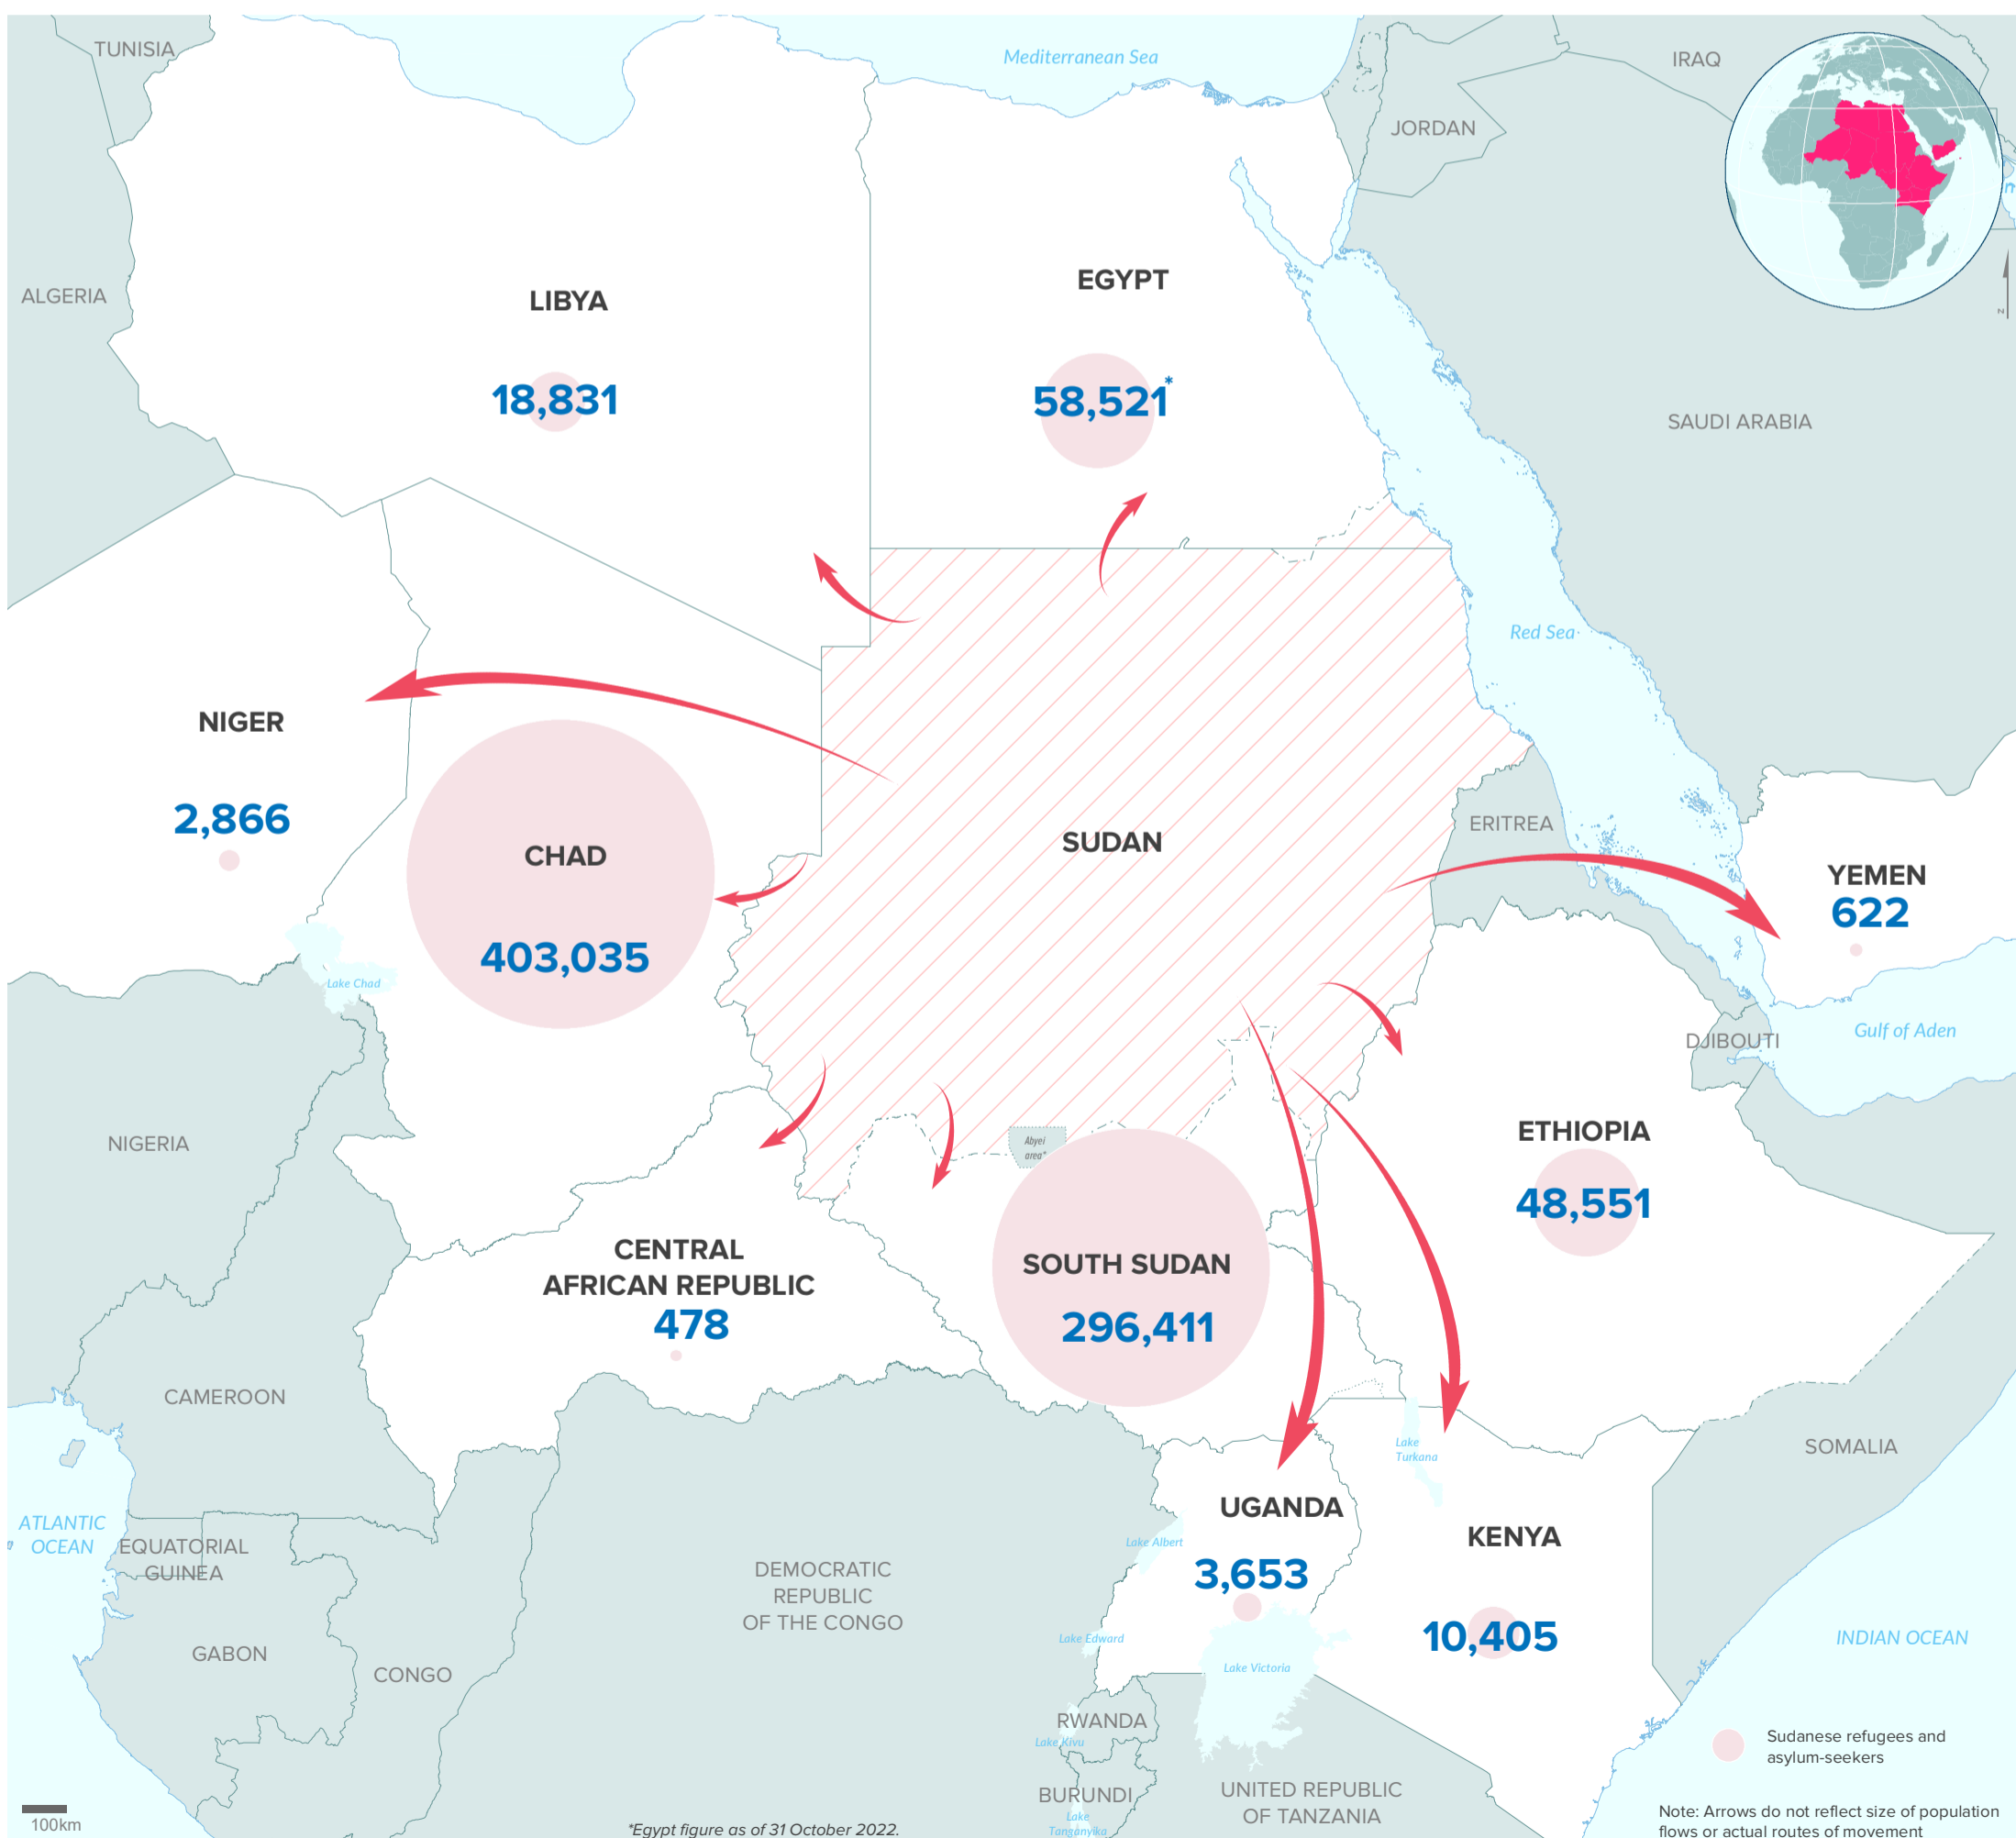 TUNISIA
Mediterranean Sea
IRAQ
JORDAN
ALGERIA
LIBYA
18,831
EGYPT
58,521*
SAUDI ARABIA
z
Red Sea
NIGER
2,866
CHAD
403,035
SUDAN
ERITREA
YEMEN
622
Lake Chad
Gulf of Aden
DJIBOUTI
NIGERIA
Abyei
area*
ETHIOPIA
48,551
CENTRAL
AFRICAN REPUBLIC
478
SOUTH SUDAN
296,411
CAMEROON
Lake
Turkana
SOMALIA
UGANDA
3,653
KENYA
10,405
ATLANTIC
OCEAN
EQUATORIAL
GUINEA
Lake Albert
DEMOCRATIC
REPUBLIC
OF THE CONGO
GABON
CONGO
Lake Edward
Lake Victoria
INDIAN OCEAN
RWANDA
Lake Kivu
BURUNDI
Lake
Tanganyika
UNITED REPUBLIC
OF TANZANIA
Sudanese refugees and
asylum-seekers
100km
*Egypt figure as of 31 October 2022.
Note: Arrows do not reflect size of population
flows or actual routes of movement